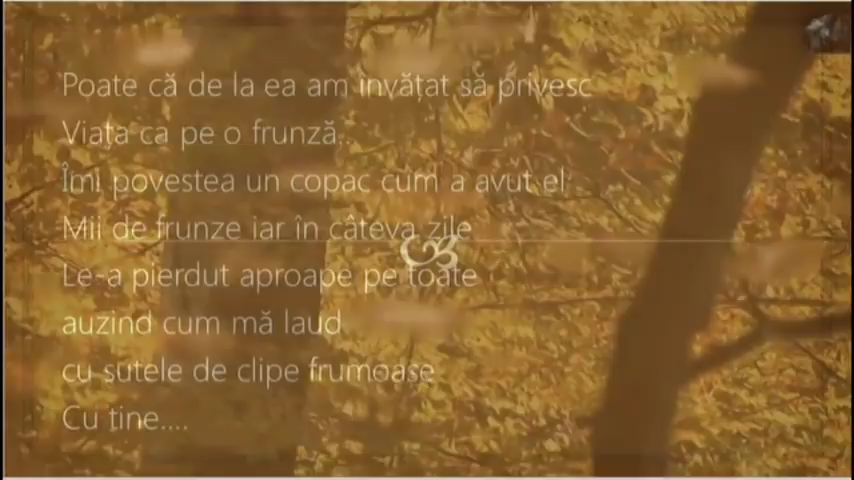 Poate că de la ea am invățat să privesc
Viața ca pe o frunză..
Îmi povestea un copac cum a avut el
Mii de frunze iar în câteva zile
Le-a pierdut aproape pe toate
auzind cum mă laud
cu sutele de clipe frumoase
Cu tine....